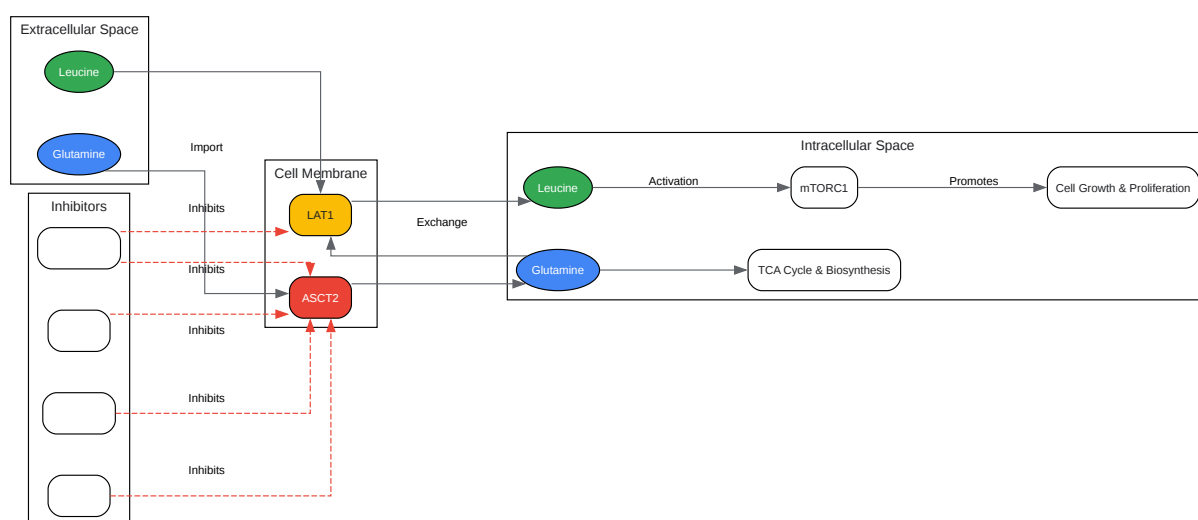 Extracellular Space
Leucine
Glutamine
Import
Cell Membrane
LAT1
ASCT2
Inhibitors
Inhibits
Inhibits
Inhibits
Inhibits
Inhibits
Exchange
Intracellular Space
Leucine
Activation
mTORC1
Promotes
Cell Growth & Proliferation
Glutamine
TCA Cycle & Biosynthesis